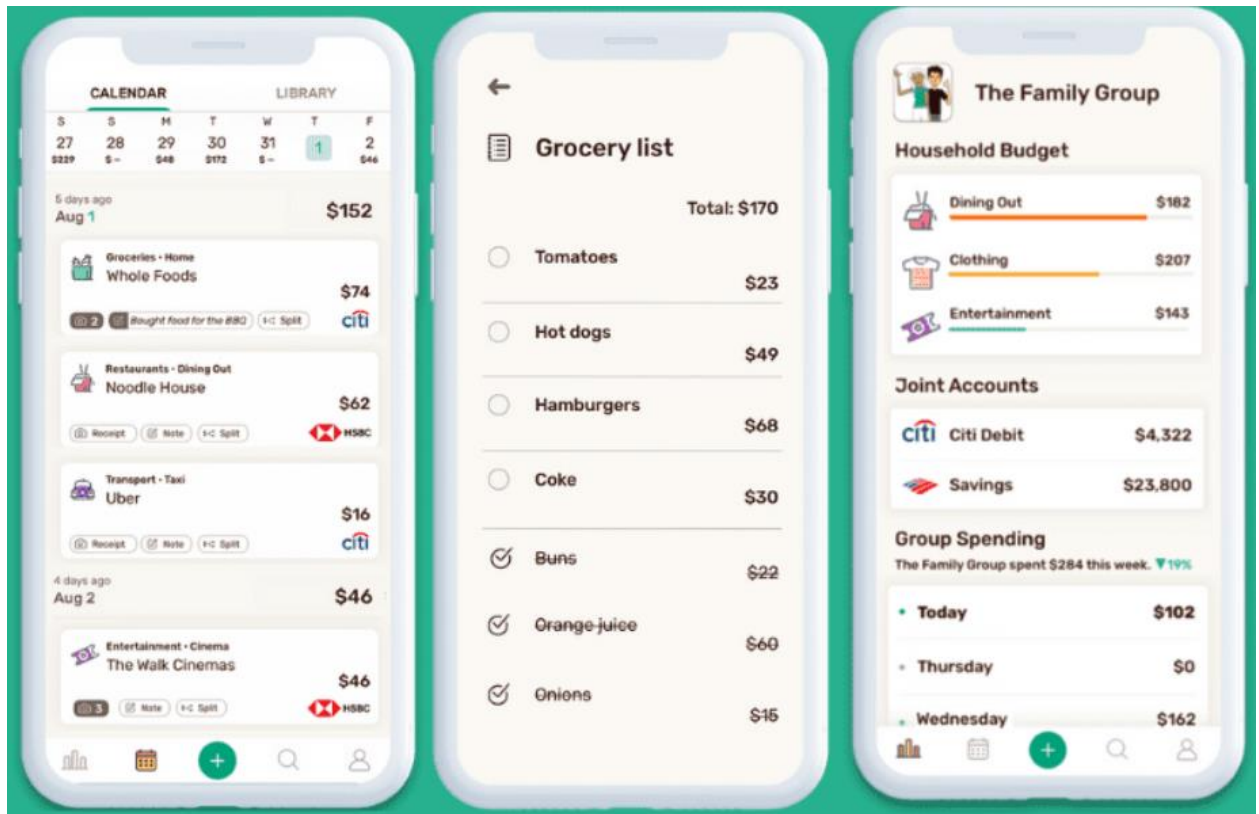 CALENDAR LIBRARY
S S M T W T F
27 28 29 30 31 1 2
$229 $ – $48 $172 $ – $46
5 days ago
Aug 1 $152
Groceries • Home
Whole Foods
$74
2 Bought food for the BBQ Split citi
Restaurants • Dining Out
Noodle House
$62
Receipt Note Split HSBC
Transport • Taxi
Uber
$16
Receipt Note Split citi
4 days ago
Aug 2 $46
Entertainment • Cinema
The Walk Cinemas
$46
3 Note Split HSBC
Grocery list
Total: $170
Tomatoes
$23
Hot dogs
$49
Hamburgers
$68
Coke
$30
Buns
$22
Orange juice
$60
Onions
$15
The Family Group
Household Budget
Dining Out $182
Clothing $207
Entertainment $143
Joint Accounts
citi Citi Debit $4,322
Savings $23,800
Group Spending
The Family Group spent $284 this week. ▼19%
• Today $102
• Thursday $0
• Wednesday $162